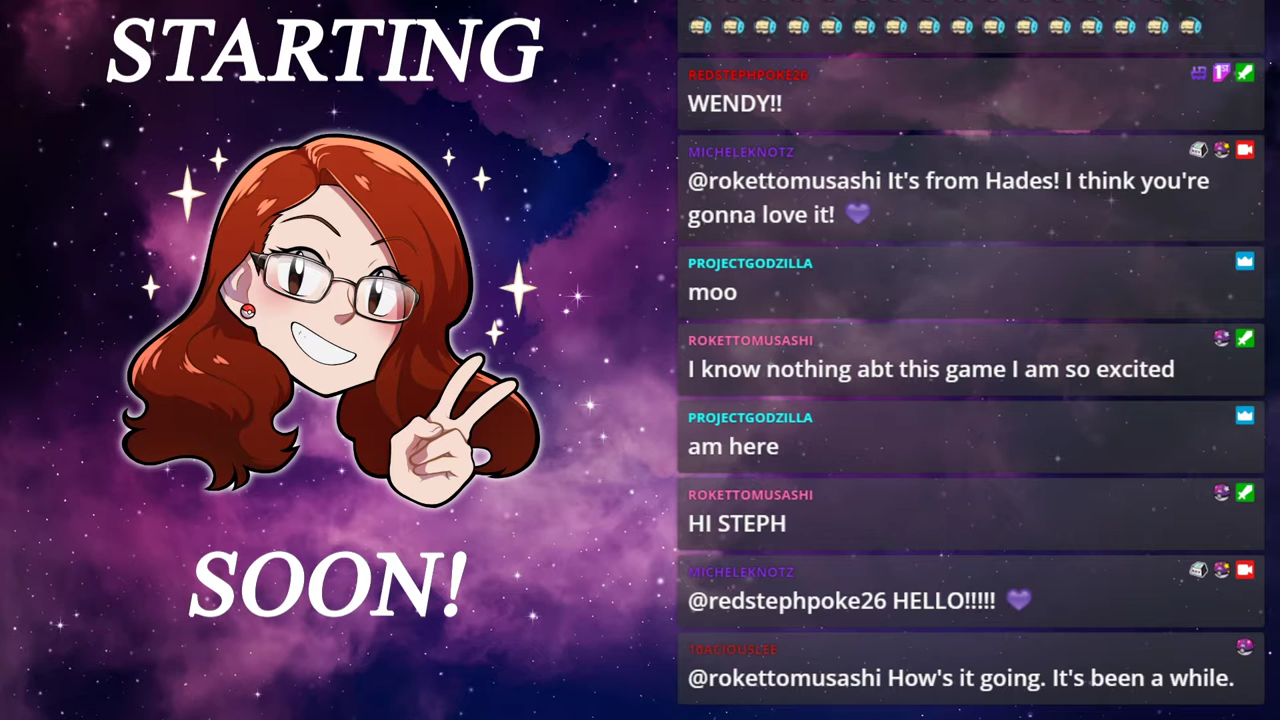 STARTING
SOON!
REDSTEPHPOKE26
WENDY!!
MICHELEKNOTZ
@rokettomusashi It's from Hades! I think you're
gonna love it!
PROJECTGODZILLA
moo
ROKETTOMUSASHI
I know nothing abt this game I am so excited
PROJECTGODZILLA
am here
ROKETTOMUSASHI
HI STEPH
MICHELEKNOTZ
@redstephpoke26 HELLO!!!!!
10ACIOUSLEE
@rokettomusashi How's it going. It's been a while.